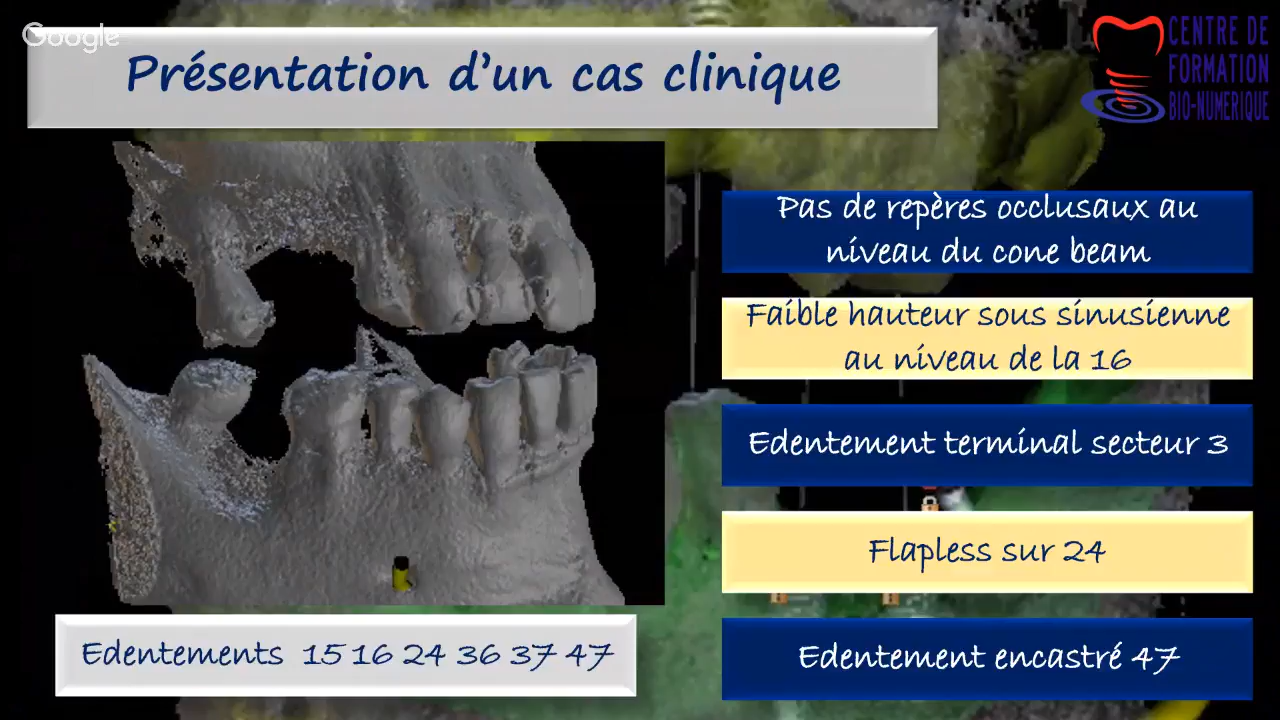 Google
Présentation d'un cas clinique
CENTRE DE
FORMATION
BIO-NUMERIQUE
Pas de repères occlusaux au
niveau du cone beam
Faible hauteur sous sinusienne
au niveau de la 16
Edentement terminal secteur 3
Flapless sur 24
Edentements 15 16 24 36 37 47
Edentement encastré 47